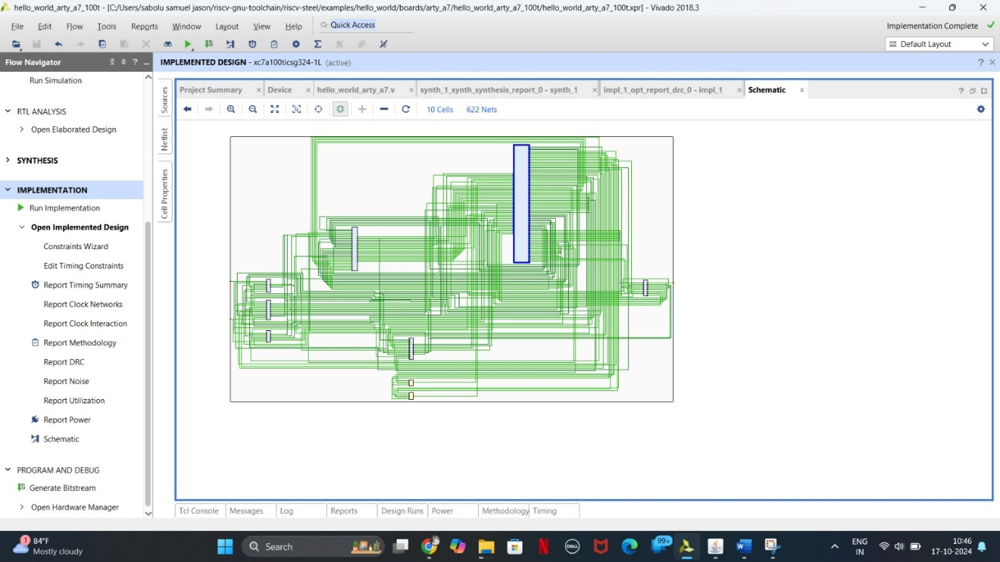 hello_world_arty_a7_100t - [C:/Users/sabolu samuel jason/riscv-gnu-toolchain/riscv-steel/examples/hello_world/boards/arty_a7/hello_world_arty_a7_100t/hello_world_arty_a7_100t.xpr] - Vivado 2018.3
File Edit Flow Tools Reports Window Layout View Help Quick Access
Implementation Complete
Default Layout
Flow Navigator
IMPLEMENTED DESIGN - xc7a100ticsg324-1L (active)
Run Simulation
RTL ANALYSIS
Open Elaborated Design
SYNTHESIS
IMPLEMENTATION
Run Implementation
Open Implemented Design
Constraints Wizard
Edit Timing Constraints
Report Timing Summary
Report Clock Networks
Report Clock Interaction
Report Methodology
Report DRC
Report Noise
Report Utilization
Report Power
Schematic
PROGRAM AND DEBUG
Generate Bitstream
Open Hardware Manager
Sources
Netlist
Cell Properties
Project Summary Device hello_world_arty_a7.v synth_1_synth_synthesis_report_0 - synth_1 impl_1_opt_report_drc_0 - impl_1 Schematic
10 Cells 622 Nets
Tcl Console Messages Log Reports Design Runs Power Methodology Timing
1
84°F
Mostly cloudy
Search
DELL
99+
ENG
IN
10:46
17-10-2024